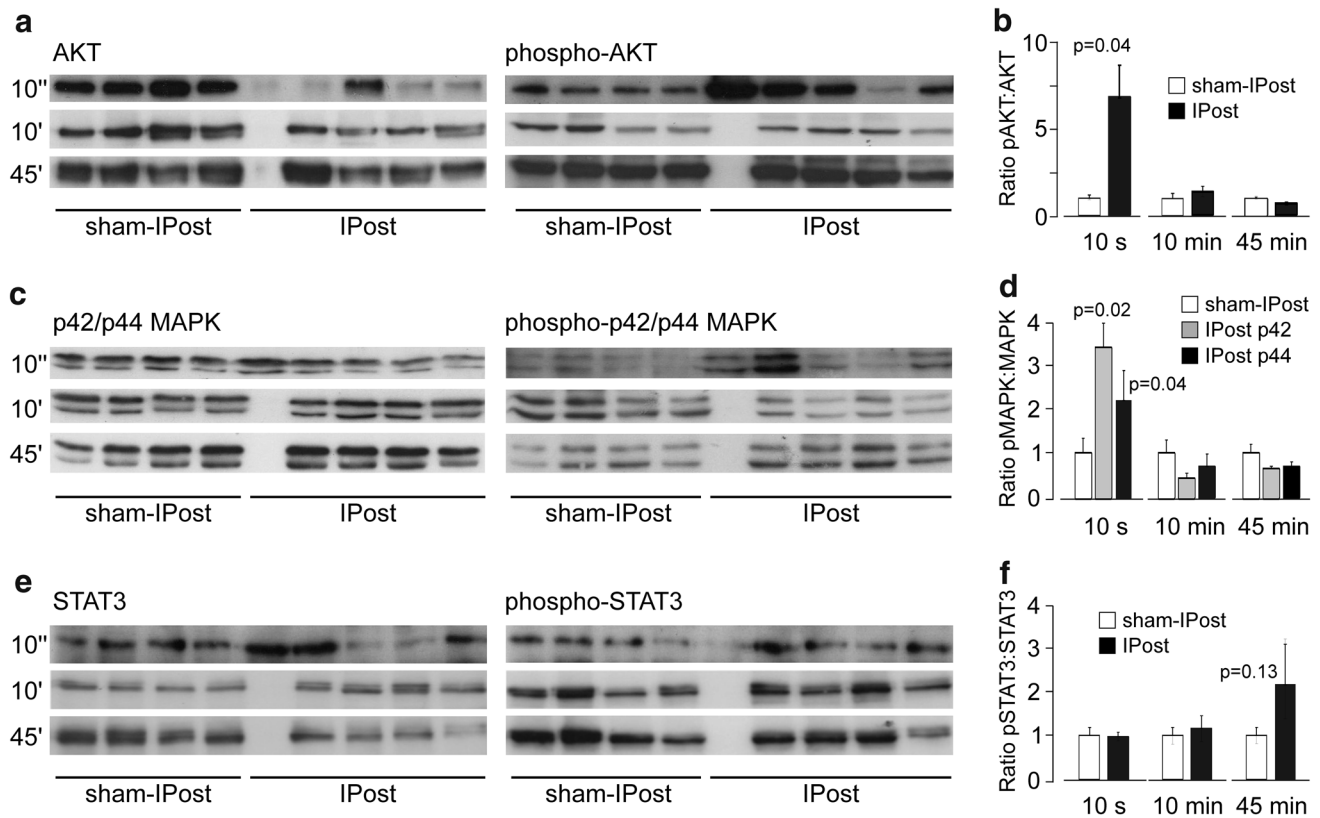 a
AKT
phospho-AKT
10"
10'
45'
sham-IPost
IPost
sham-IPost
IPost
b
Ratio pAKT:AKT
10
5
0
p=0.04
sham-IPost
IPost
10 s
10 min
45 min
c
p42/p44 MAPK
phospho-p42/p44 MAPK
10"
10'
45'
sham-IPost
IPost
sham-IPost
IPost
d
Ratio pMAPK:MAPK
4
3
2
1
0
p=0.02
p=0.04
sham-IPost
IPost p42
IPost p44
10 s
10 min
45 min
e
STAT3
phospho-STAT3
10"
10'
45'
sham-IPost
IPost
sham-IPost
IPost
f
Ratio pSTAT3:STAT3
4
3
2
1
0
sham-IPost
IPost
p=0.13
10 s
10 min
45 min